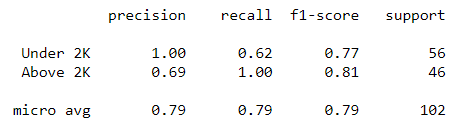 precision recall f1-score support
Under 2K 1.00 0.62 0.77 56
Above 2K 0.69 1.00 0.81 46
micro avg 0.79 0.79 0.79 102